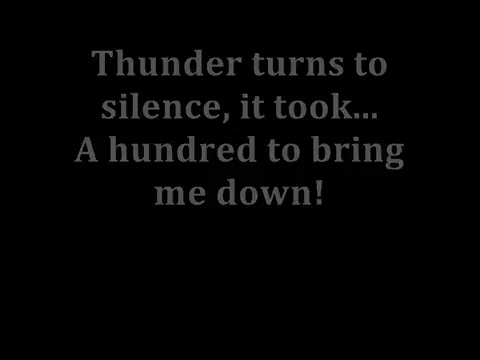 Thunder turns to
silence, it took...
A hundred to bring
me down!